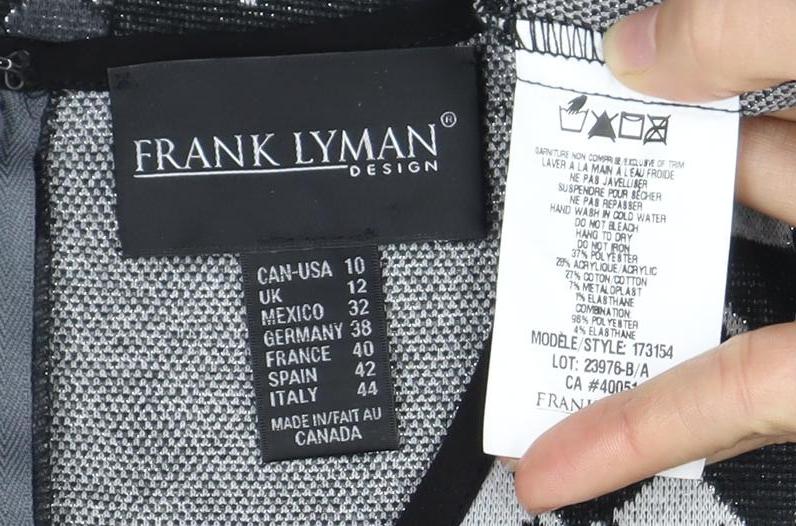 FRANK LYMAN®
DESIGN
CAN-USA 10
UK 12
MEXICO 32
GERMANY 38
FRANCE 40
SPAIN 42
ITALY 44
MADE IN/FAIT AU
CANADA
GARNITURE NON COMPRISE/EXCLUSIVE OF TRIM
LAVER A LA MAIN A L'EAU FROIDE
NE PAS JAVELLISER
SUSPENDRE POUR SÈCHER
NE PAS REPASSER
HAND WASH IN COLD WATER
DO NOT BLEACH
HANG TO DRY
DO NOT IRON
37% POLYESTER
28% ACRYLIQUE/ACRYLIC
27% COTON/COTTON
7% METALOPLAST
1% ELASTHANE
COMBINATION:
96% POLYESTER
4% ELASTHANE
MODÈLE/STYLE: 173154
LOT: 23976-B/A
CA #40051
FRAN